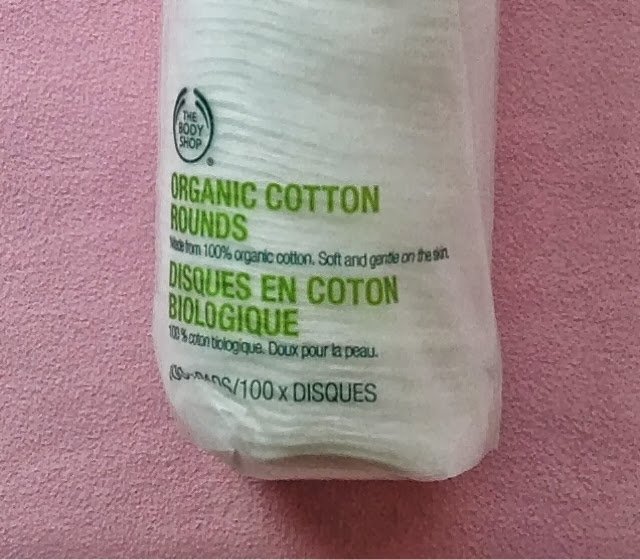 THE
BODY
SHOP
ORGANIC COTTON
ROUNDS
Made from 100% organic cotton. Soft and gentle on the skin.
DISQUES EN COTON
BIOLOGIQUE
100 % coton biologique. Doux pour la peau.
PADS/100 x DISQUES